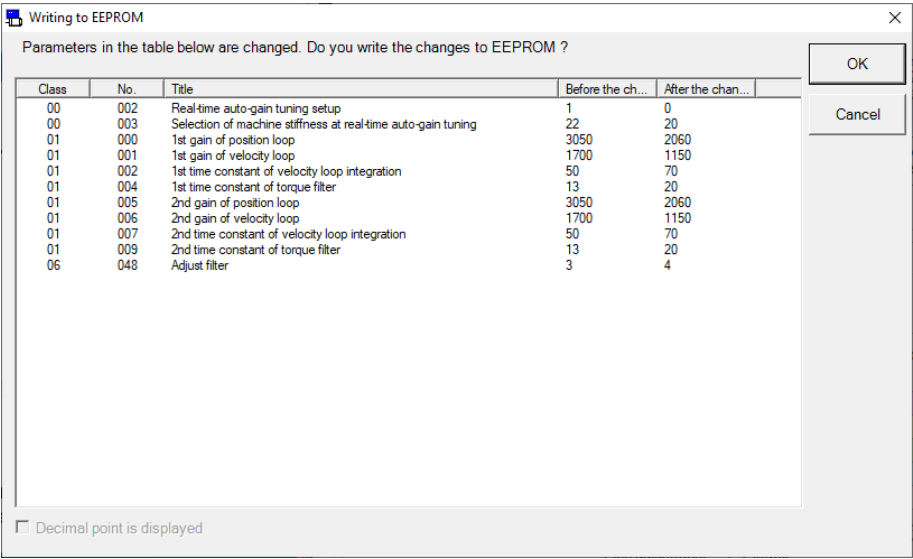 Writing to EEPROM
Parameters in the table below are changed. Do you write the changes to EEPROM ?
OK
Cancel
Class No. Title Before the ch... After the chan...
00 002 Real-time auto-gain tuning setup 1 0
00 003 Selection of machine stiffness at real-time auto-gain tuning 22 20
01 000 1st gain of position loop 3050 2060
01 001 1st gain of velocity loop 1700 1150
01 002 1st time constant of velocity loop integration 50 70
01 004 1st time constant of torque filter 13 20
01 005 2nd gain of position loop 3050 2060
01 006 2nd gain of velocity loop 1700 1150
01 007 2nd time constant of velocity loop integration 50 70
01 009 2nd time constant of torque filter 13 20
06 048 Adjust filter 3 4
Decimal point is displayed